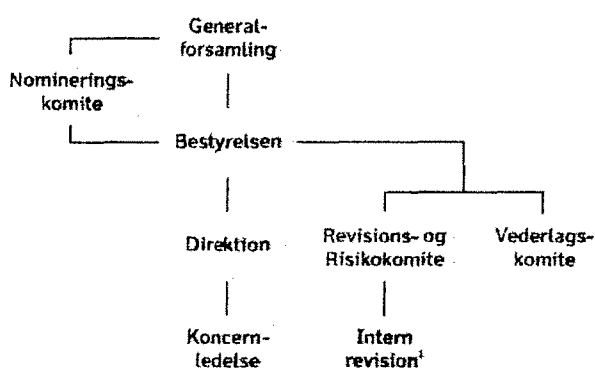 General-
forsamling
Nominerings-
komite
Bestyrelsen
Direktion
Revisions- og
Risikokomite
Vederlags-
komite
Koncern-
ledelse
Intern
revision¹